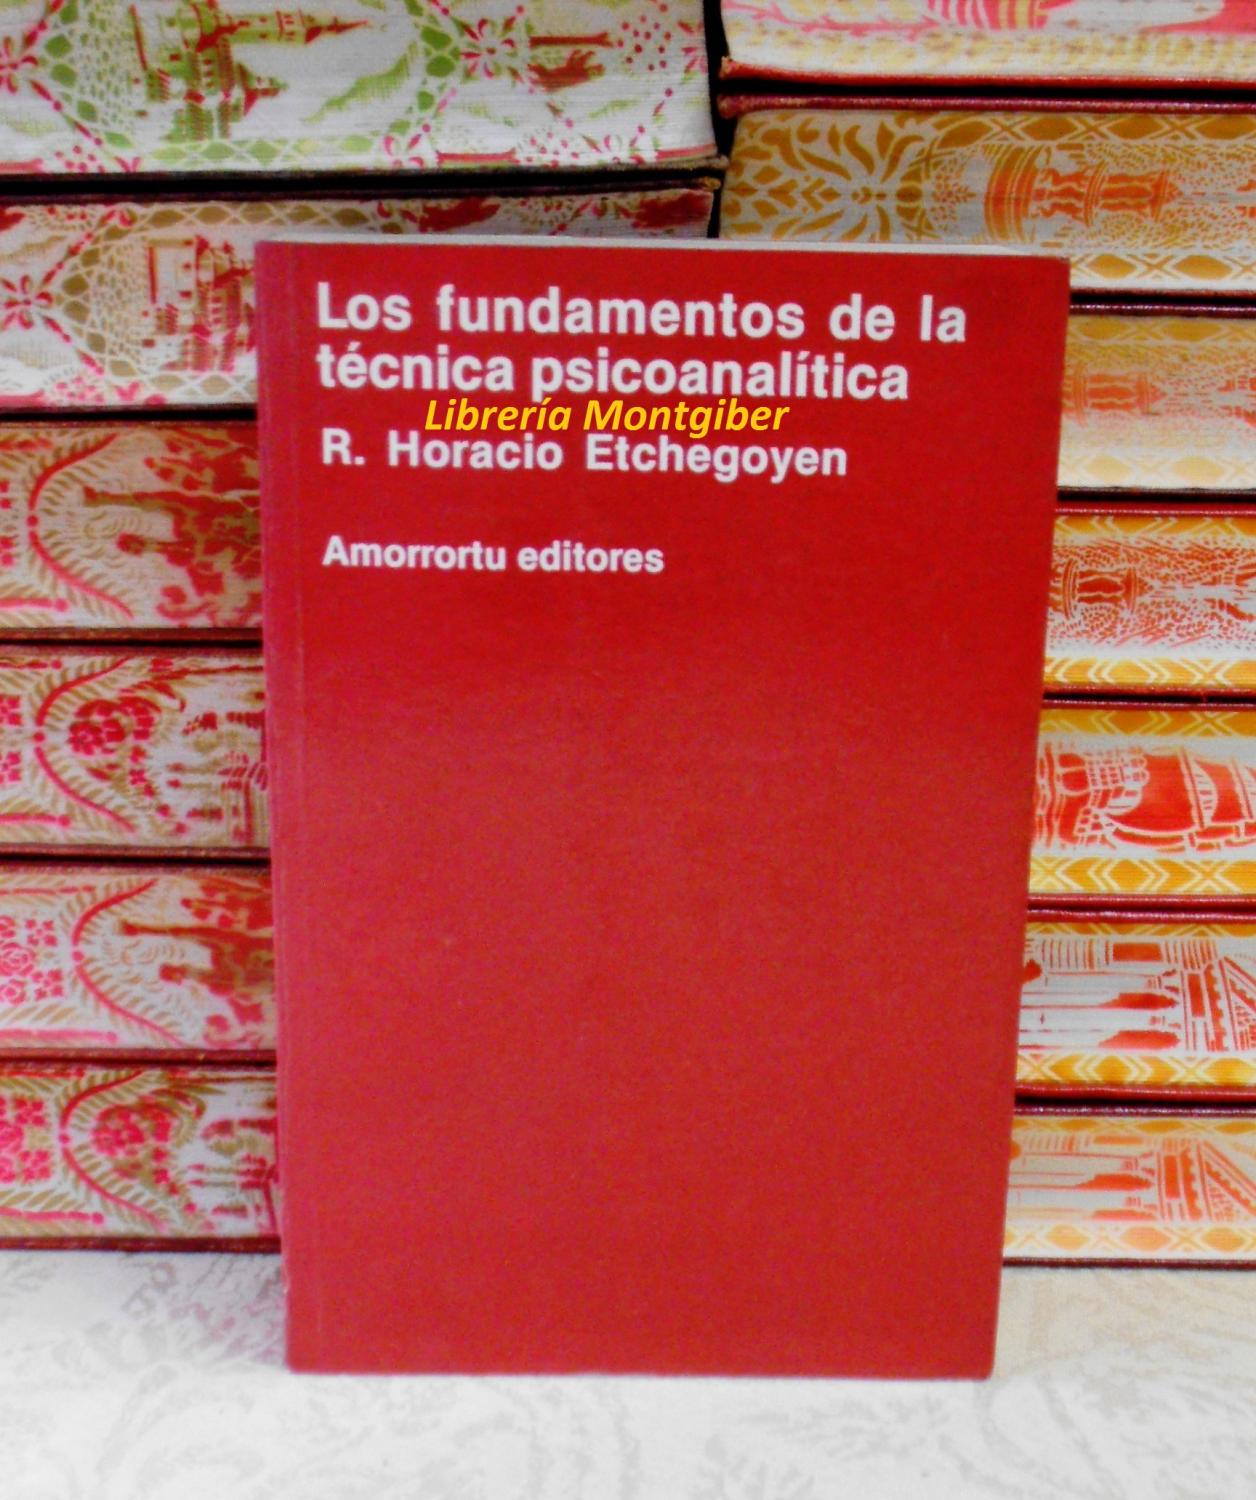 Los fundamentos de la
técnica psicoanalítica
Librería Montgiber
R. Horacio Etchegoyen
Amorrortu editores